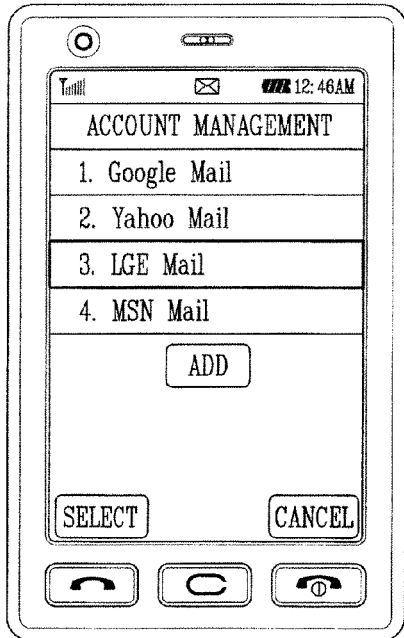 12:46AM
ACCOUNT MANAGEMENT
1. Google Mail
2. Yahoo Mail
3. LGE Mail
4. MSN Mail
ADD
SELECT CANCEL